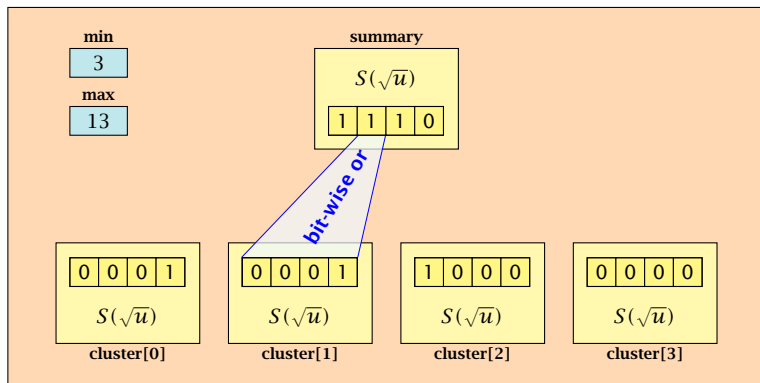 min
3
max
13
summary
S(√u)
1 1 1 0
bit-wise or
0 0 0 1
S(√u)
cluster[0]
0 0 0 1
S(√u)
cluster[1]
1 0 0 0
S(√u)
cluster[2]
0 0 0 0
S(√u)
cluster[3]